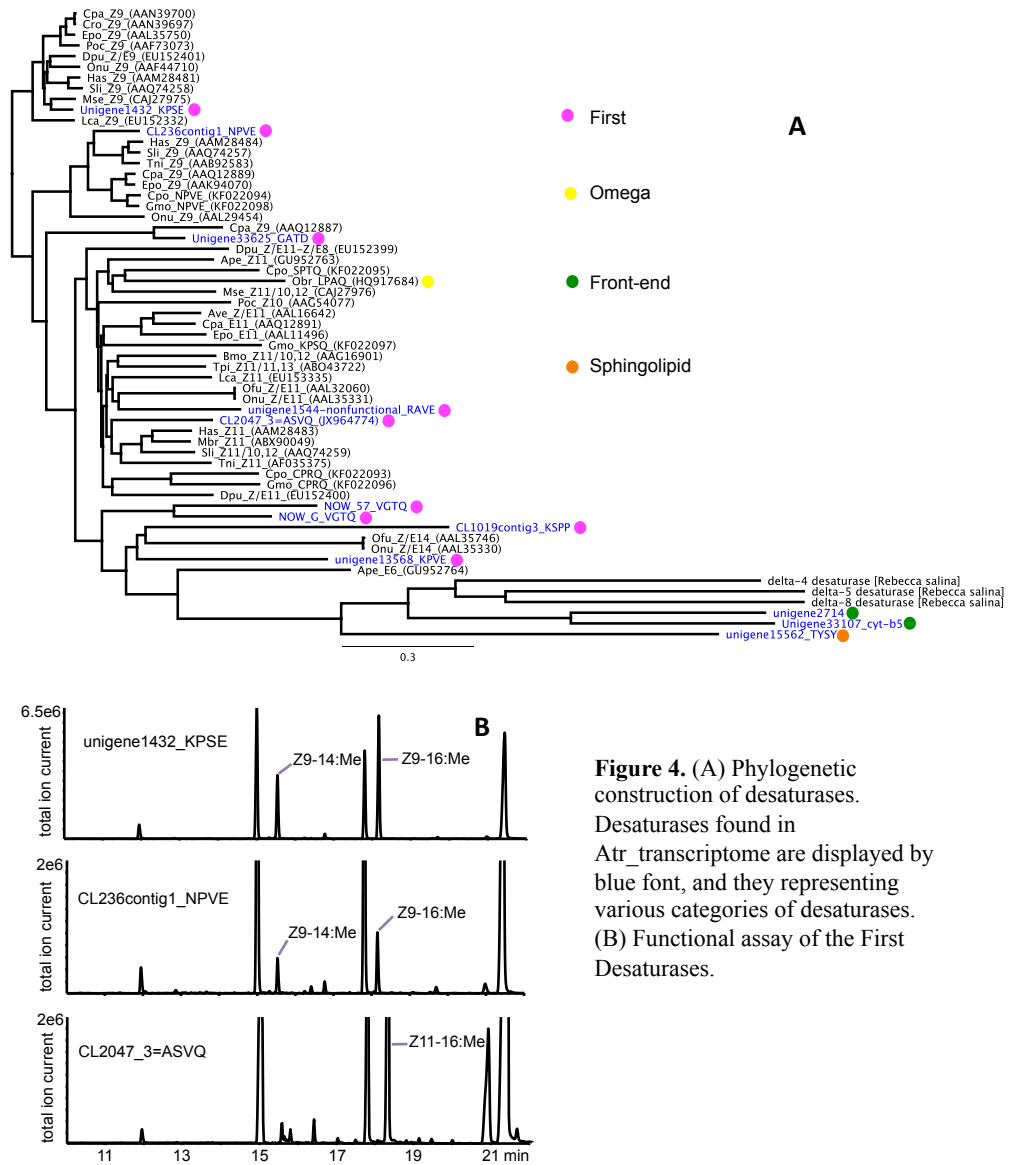 Cpa_Z9_(AAN39700)
Cro_Z9_(AAN39697)
Epo_Z9_(AAL35750)
Poc_Z9_(AAF73073)
Dpu_Z/E9_(EU152401)
Onu_Z9_(AAF44710)
Has_Z9_(AAM28481)
Sli_Z9_(AAQ74258)
Mse_Z9_(CAJ27975)
Unigene1432_KPSE
Lca_Z9_(EU152332)
CL236contig1_NPVE
Has_Z9_(AAM28484)
Sli_Z9_(AAQ74257)
Tni_Z9_(AAB92583)
Cpa_Z9_(AAQ12889)
Epo_Z9_(AAK94070)
Cpo_NPVE_(KF022094)
Gmo_NPVE_(KF022098)
Onu_Z9_(AAL29454)
Cpa_Z9_(AAQ12887)
Unigene33625_GATD
Dpu_Z/E11-Z/E8_(EU152399)
Ape_Z11_(GU952763)
Cpo_SPTQ_(KF022095)
Obr_LPAQ_(HQ917684)
Mse_Z11/10,12_(CAJ27976)
Poc_Z10_(AAG54077)
Ave_Z/E11_(AAL16642)
Cpa_E11_(AAQ12891)
Epo_E11_(AAL11496)
Gmo_KPSQ_(KF022097)
Bmo_Z11/10,12_(AAG16901)
Tpi_Z11/11,13_(ABO43722)
Lca_Z11_(EU153335)
Ofu_Z/E11_(AAL32060)
Onu_Z/E11_(AAL35331)
unigene1544-nonfunctional_RAVE
CL2047_3=ASVQ_(JX964774)
Has_Z11_(AAM28483)
Mbr_Z11_(ABX90049)
Sli_Z11/10,12_(AAQ74259)
Tni_Z11_(AF035375)
Cpo_CPRQ_(KF022093)
Gmo_CPRQ_(KF022096)
Dpu_Z/E11_(EU152400)
NOW_57_VGTQ
NOW_G_VGTQ
CL1019contig3_KSPP
Ofu_Z/E14_(AAL35746)
Onu_Z/E14_(AAL35330)
unigene13568_KPVE
Ape_E6_(GU952764)
delta-4 desaturase [Rebecca salina]
delta-5 desaturase [Rebecca salina]
delta-8 desaturase [Rebecca salina]
unigene2714
Unigene33107_cyt-b5
unigene15562_TYSY
0.3
A
First
Omega
Front-end
Sphingolipid
B
6.5e6
total ion current
unigene1432_KPSE
Z9-14:Me
Z9-16:Me
2e6
total ion current
CL236contig1_NPVE
Z9-14:Me
Z9-16:Me
2e6
total ion current
CL2047_3=ASVQ
Z11-16:Me
11 13 15 17 19 21 min
Figure 4. (A) Phylogenetic
construction of desaturases.
Desaturases found in
Atr_transcriptome are displayed by
blue font, and they representing
various categories of desaturases.
(B) Functional assay of the First
Desaturases.